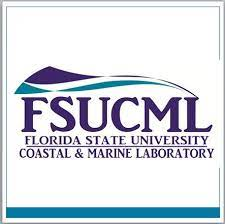 FSUCML
FLORIDA STATE UNIVERSITY
COASTAL & MARINE LABORATORY